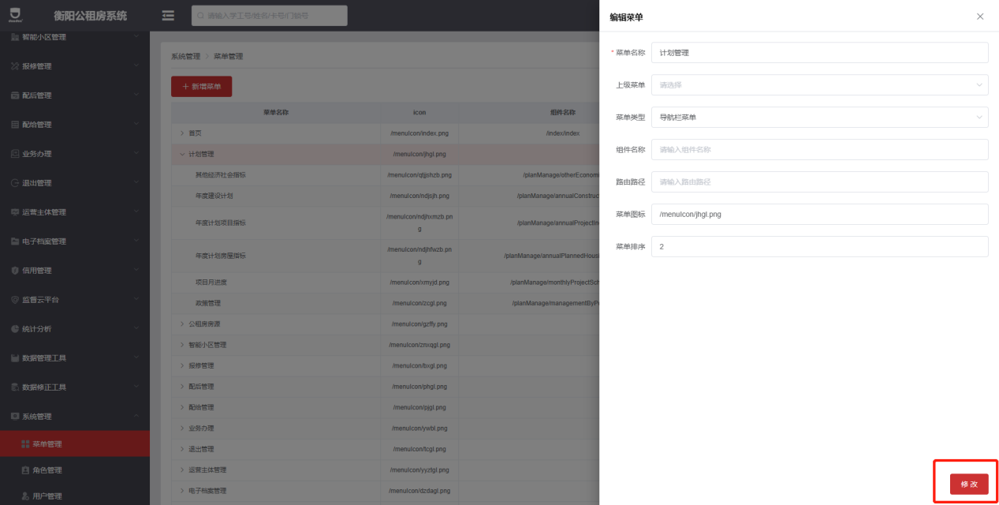 衡阳公租房系统
请输入学工号/姓名/卡号/门锁号
智能小区管理
报修管理
配后管理
配给管理
业务办理
退出管理
运营主体管理
电子档案管理
信用管理
监督云平台
统计分析
数据管理工具
数据修正工具
系统管理
菜单管理
角色管理
用户管理
系统管理 > 菜单管理
+ 新增菜单
菜单名称 icon 组件名称
首页 /menuIcon/index.png /index/index
计划管理 /menuIcon/jhgl.png
其他经济社会指标 /menuIcon/qtjjshzb.png /planManage/otherEconom
年度建设计划 /menuIcon/ndjsjh.png /planManage/annualConstruc
年度计划项目指标 /menuIcon/ndjhxmzb.pn /planManage/annualProjectIn
g
年度计划房屋指标 /menuIcon/ndjhfwzb.pn /planManage/annualPlannedHous
g
项目月进度 /menuIcon/xmyjd.png /planManage/monthlyProjectSch
政策管理 /menuIcon/zcgl.png /planManage/managementByPo
公租房房源 /menuIcon/gzffy.png
智能小区管理 /menuIcon/znxqgl.png
报修管理 /menuIcon/bxgl.png
配后管理 /menuIcon/phgl.png
配给管理 /menuIcon/pjgl.png
业务办理 /menuIcon/ywbl.png
退出管理 /menuIcon/tcgl.png
运营主体管理 /menuIcon/yyztgl.png
电子档案管理 /menuIcon/dzdagl.png
编辑菜单
* 菜单名称 计划管理
上级菜单 请选择
菜单类型 导航栏菜单
组件名称 请输入组件名称
路由路径 请输入路由路径
菜单图标 /menuIcon/jhgl.png
菜单排序 2
修 改